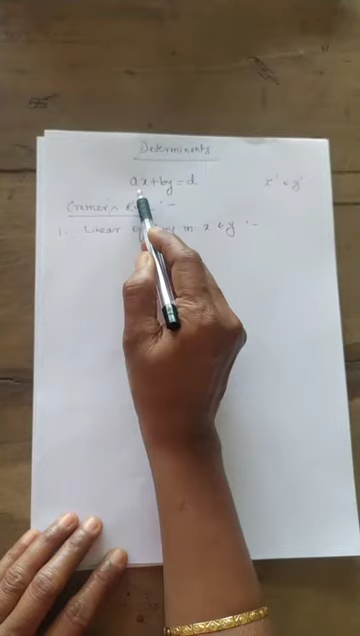 Determinants
ax+by=d x' & y'
Cramer's :-
1. Linear in x & y :-